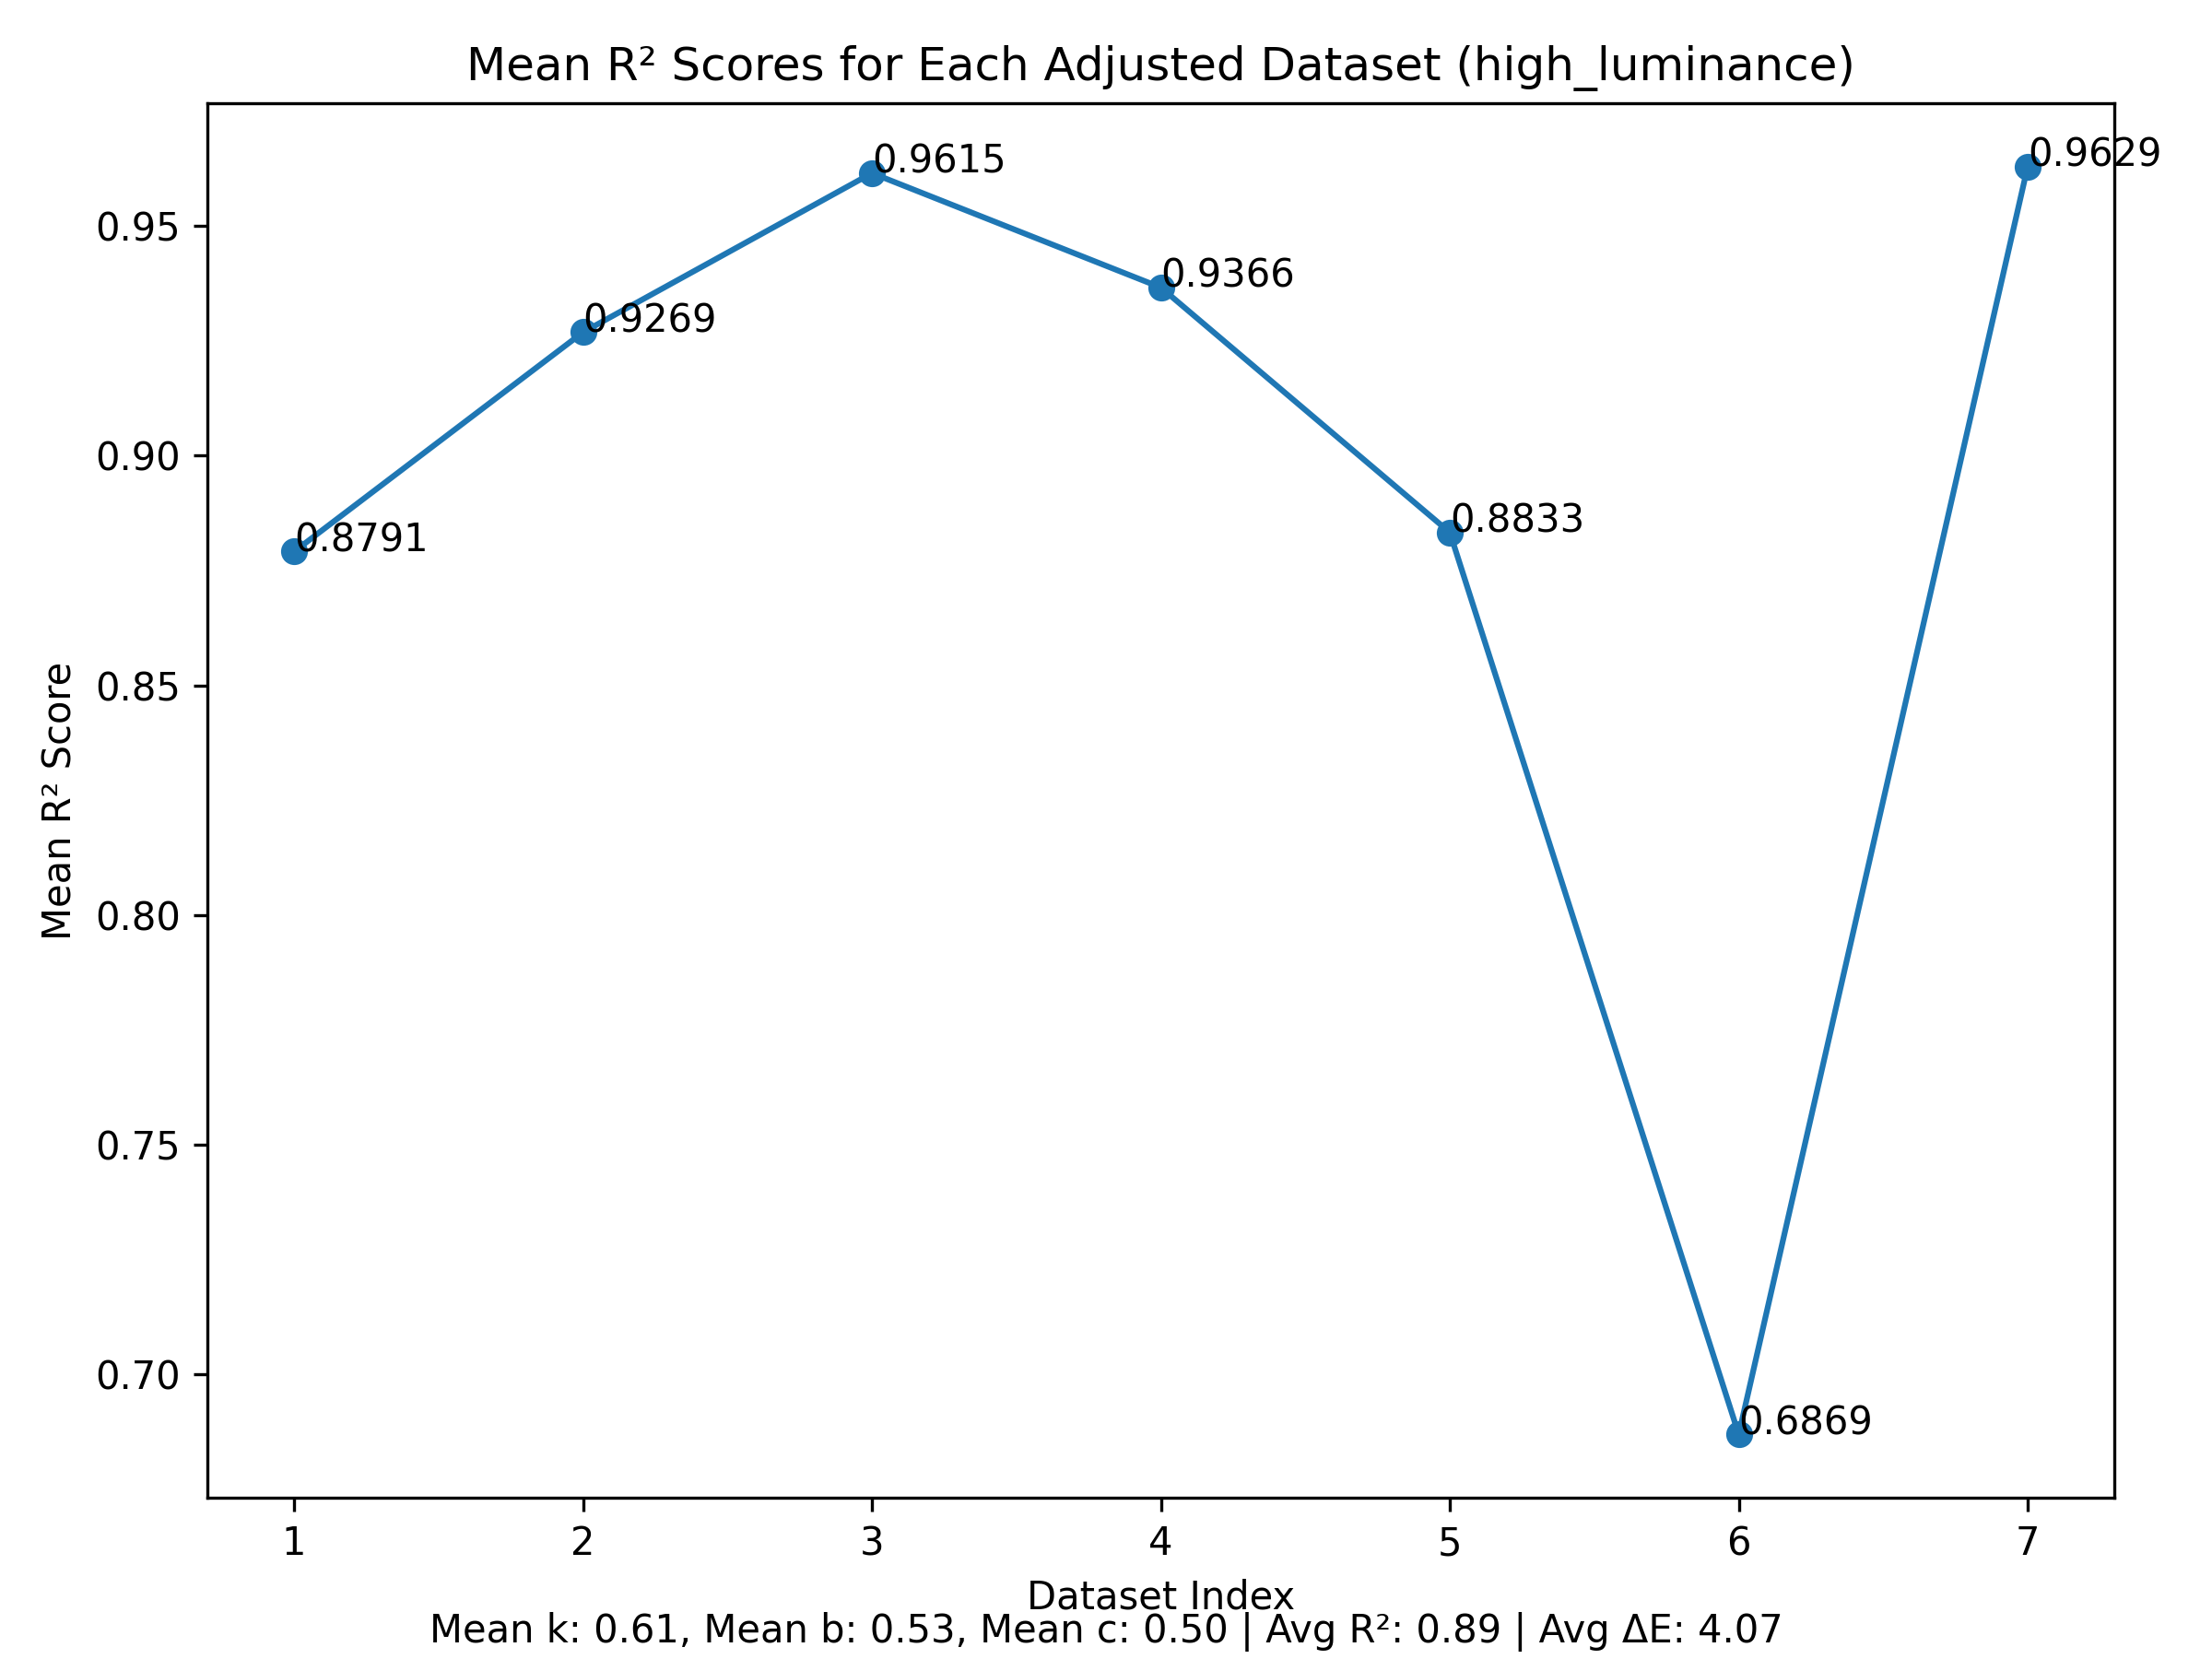 Mean R² Scores for Each Adjusted Dataset (high_luminance)
Mean R² Score
0.95
0.90
0.85
0.80
0.75
0.70
0.8791
0.9269
0.9615
0.9366
0.8833
0.6869
0.9629
1 2 3 4 5 6 7
Dataset Index
Mean k: 0.61, Mean b: 0.53, Mean c: 0.50 | Avg R²: 0.89 | Avg ΔE: 4.07